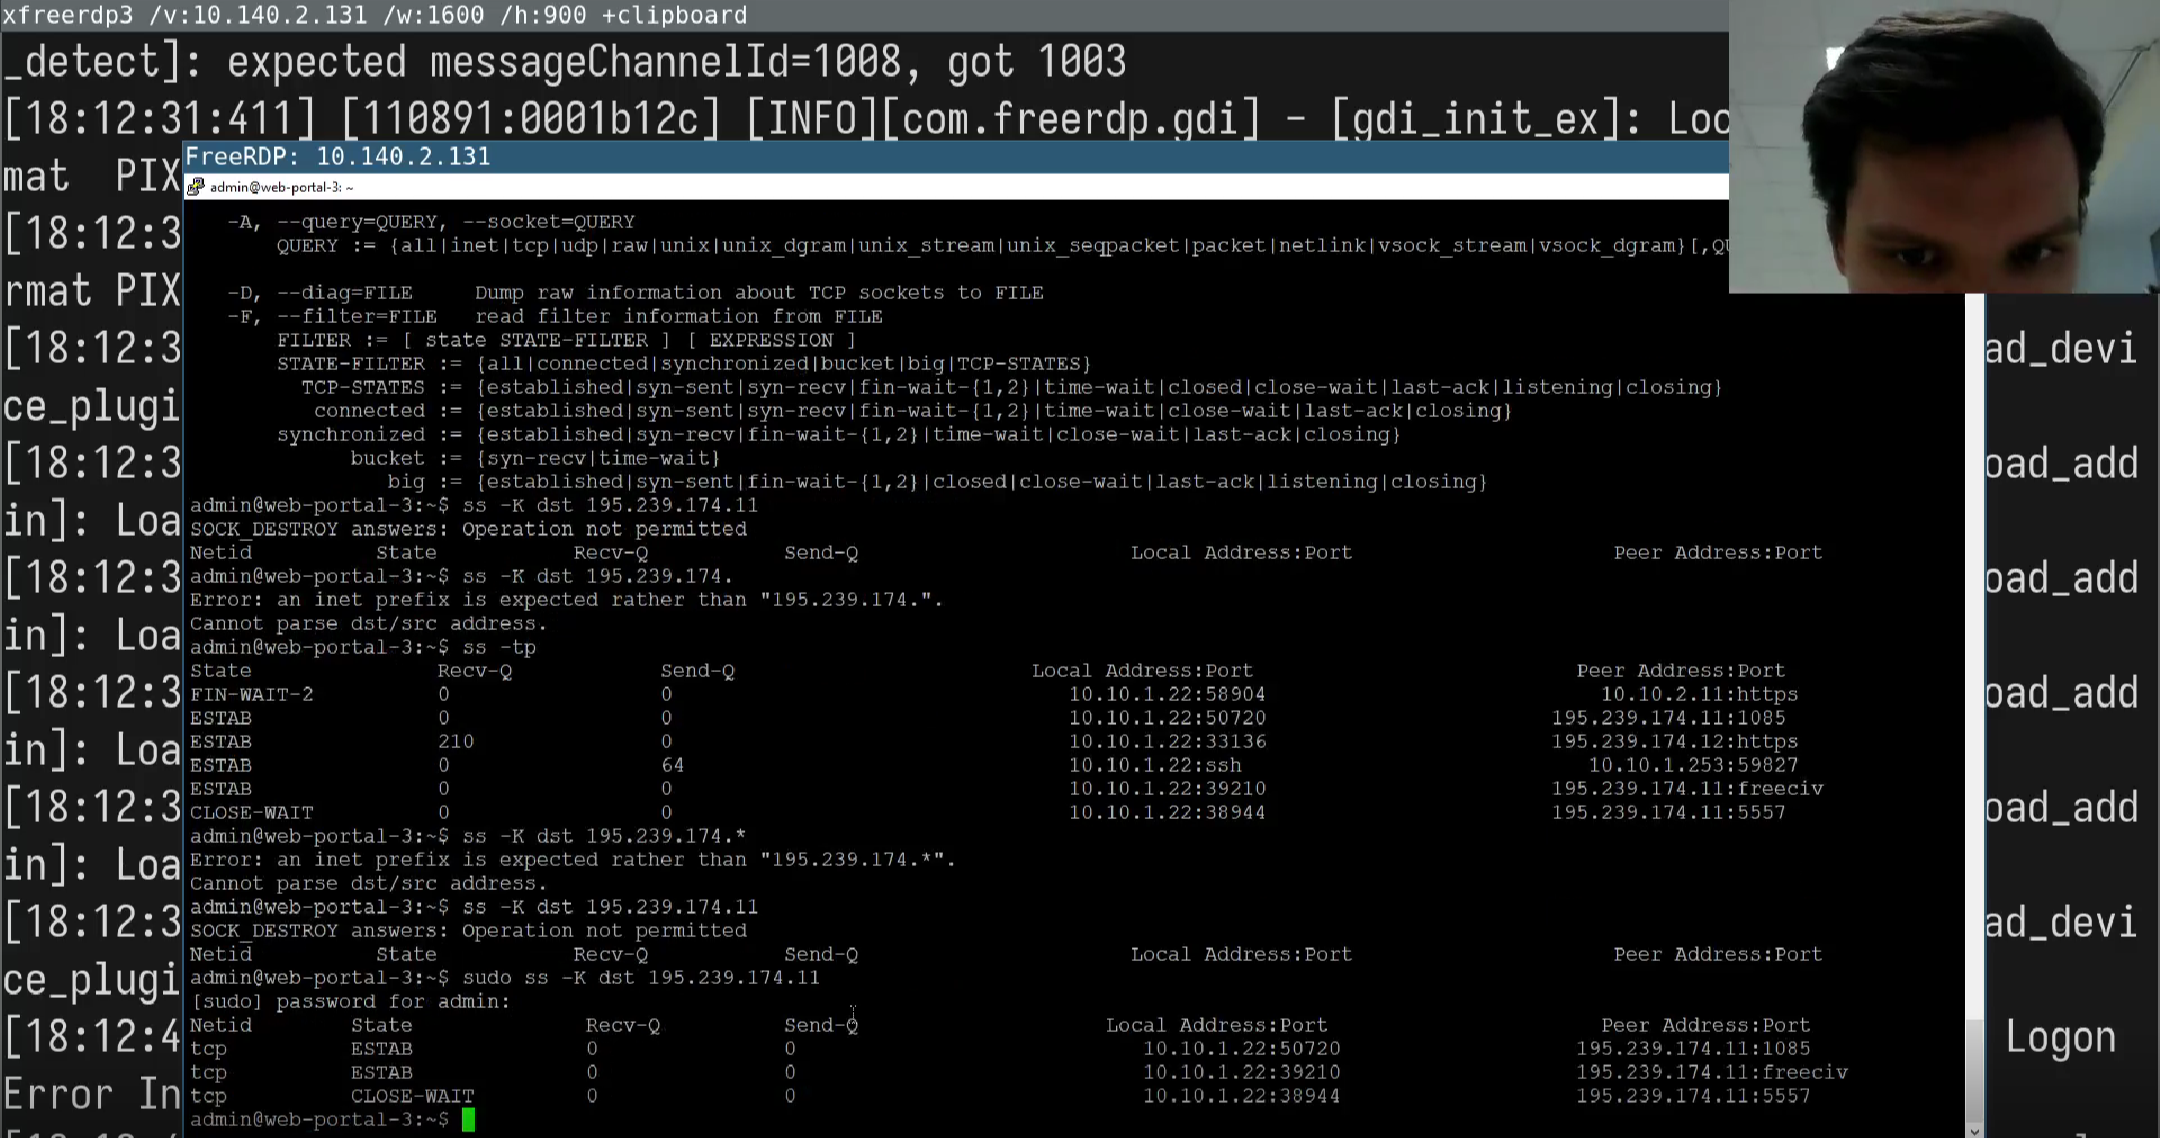 xfreerdp3 /v:10.140.2.131 /w:1600 /h:900 +clipboard
_detect]: expected messageChannelId=1008, got 1003
[18:12:31:411] [110891:0001b12c] [INFO][com.freerdp.gdi] - [gdi_init_ex]: Loc
mat  PIX
FreeRDP: 10.140.2.131
admin@web-portal-3: ~
[18:12:3
rmat PIX
[18:12:3
ad_devi
ce_plugi
[18:12:3
oad_add
in]: Loa
[18:12:3
oad_add
in]: Loa
[18:12:3
oad_add
in]: Loa
[18:12:3
oad_add
in]: Loa
[18:12:3
ad_devi
ce_plugi
[18:12:4
Logon
Error In
-A, --query=QUERY, --socket=QUERY
QUERY := {all|inet|tcp|udp|raw|unix|unix_dgram|unix_stream|unix_seqpacket|packet|netlink|vsock_stream|vsock_dgram}[,QU
-D, --diag=FILE     Dump raw information about TCP sockets to FILE
-F, --filter=FILE   read filter information from FILE
FILTER := [ state STATE-FILTER ] [ EXPRESSION ]
STATE-FILTER := {all|connected|synchronized|bucket|big|TCP-STATES}
TCP-STATES := {established|syn-sent|syn-recv|fin-wait-{1,2}|time-wait|closed|close-wait|last-ack|listening|closing}
connected := {established|syn-sent|syn-recv|fin-wait-{1,2}|time-wait|close-wait|last-ack|closing}
synchronized := {established|syn-recv|fin-wait-{1,2}|time-wait|close-wait|last-ack|closing}
bucket := {syn-recv|time-wait}
big := {established|syn-sent|fin-wait-{1,2}|closed|close-wait|last-ack|listening|closing}
admin@web-portal-3:~$ ss -K dst 195.239.174.11
SOCK_DESTROY answers: Operation not permitted
Netid State Recv-Q Send-Q Local Address:Port Peer Address:Port
admin@web-portal-3:~$ ss -K dst 195.239.174.
Error: an inet prefix is expected rather than "195.239.174.".
Cannot parse dst/src address.
admin@web-portal-3:~$ ss -tp
State Recv-Q Send-Q Local Address:Port Peer Address:Port
FIN-WAIT-2 0 0 10.10.1.22:58904 10.10.2.11:https
ESTAB 0 0 10.10.1.22:50720 195.239.174.11:1085
ESTAB 210 0 10.10.1.22:33136 195.239.174.12:https
ESTAB 0 64 10.10.1.22:ssh 10.10.1.253:59827
ESTAB 0 0 10.10.1.22:39210 195.239.174.11:freeciv
CLOSE-WAIT 0 0 10.10.1.22:38944 195.239.174.11:5557
admin@web-portal-3:~$ ss -K dst 195.239.174.*
Error: an inet prefix is expected rather than "195.239.174.*".
Cannot parse dst/src address.
admin@web-portal-3:~$ ss -K dst 195.239.174.11
SOCK_DESTROY answers: Operation not permitted
Netid State Recv-Q Send-Q Local Address:Port Peer Address:Port
admin@web-portal-3:~$ sudo ss -K dst 195.239.174.11
[sudo] password for admin:
Netid State Recv-Q Send-Q Local Address:Port Peer Address:Port
tcp ESTAB 0 0 10.10.1.22:50720 195.239.174.11:1085
tcp ESTAB 0 0 10.10.1.22:39210 195.239.174.11:freeciv
tcp CLOSE-WAIT 0 0 10.10.1.22:38944 195.239.174.11:5557
admin@web-portal-3:~$